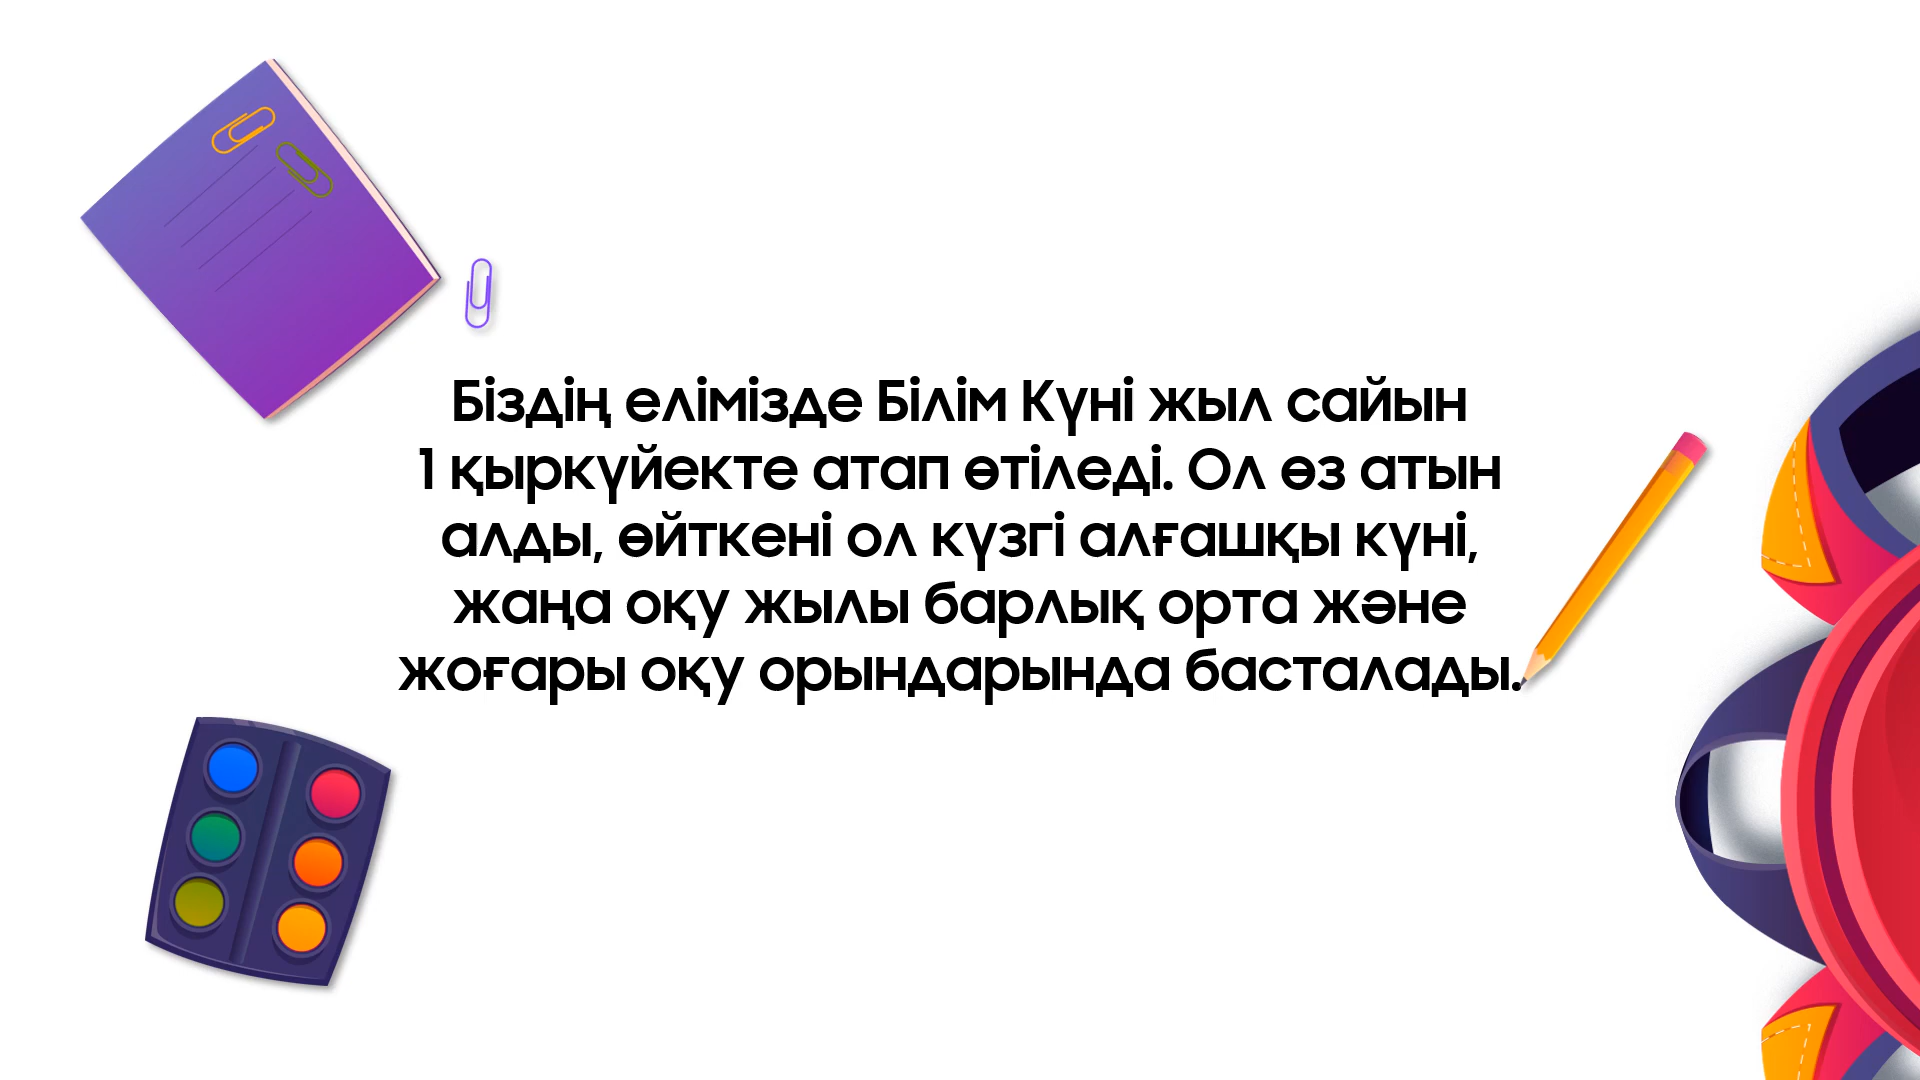 Біздің елімізде Білім Күні жыл сайын
1 қыркүйекте атап өтіледі. Ол өз атын
алды, өйткені ол күзгі алғашқы күні,
жаңа оқу жылы барлық орта және
жоғары оқу орындарында басталады.